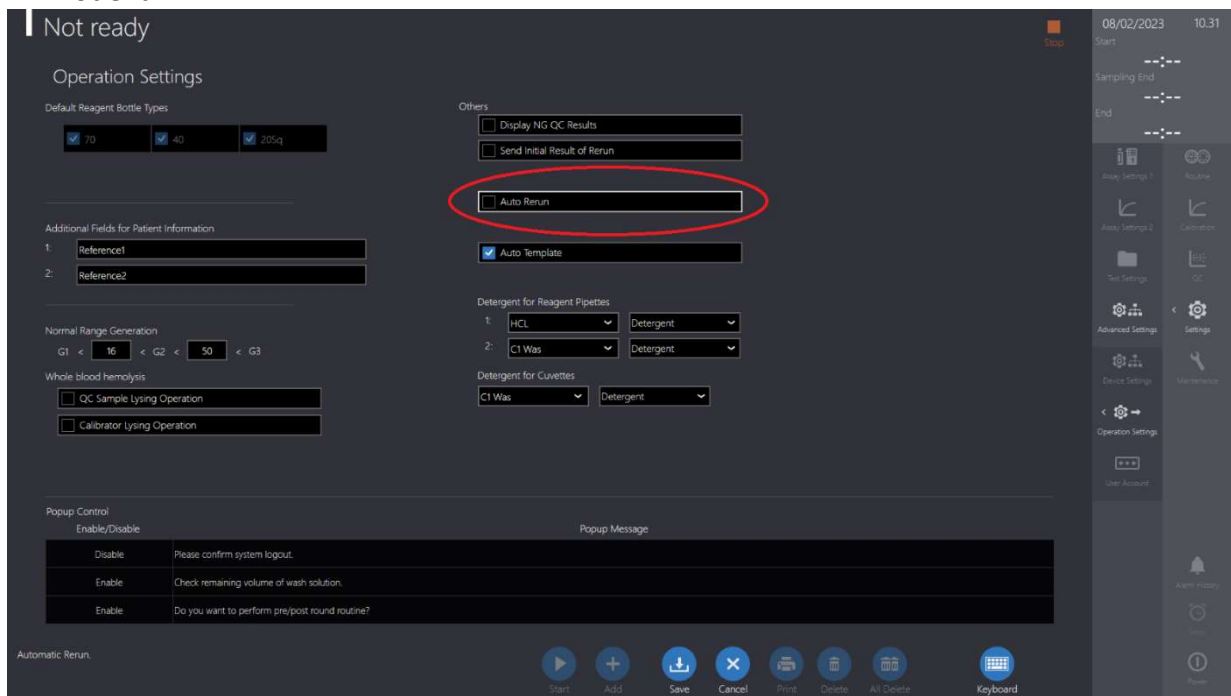 Not ready
Stop
Operation Settings
Default Reagent Bottle Types
70 40 20Sq
Additional Fields for Patient Information
1: Reference1
2: Reference2
Normal Range Generation
G1 < 16 < G2 < 50 < G3
Whole blood hemolysis
QC Sample Lysing Operation
Calibrator Lysing Operation
Others
Display NG QC Results
Send Initial Result of Rerun
Auto Rerun
Auto Template
Detergent for Reagent Pipettes
1: HCL Detergent
2: C1 Was Detergent
Detergent for Cuvettes
C1 Was Detergent
Popup Control
Enable/Disable Popup Message
Disable Please confirm system logout.
Enable Check remaining volume of wash solution.
Enable Do you want to perform pre/post round routine?
Automatic Rerun.
Start Add Save Cancel Print Delete All Delete Keyboard
08/02/2023 10.31
Start
--:--
Sampling End
--:--
End
--:--
Assay Settings 1 Routine
Assay Settings 2 Calibration
Test Settings QC
Advanced Settings < Settings
Device Settings Maintenance
<
Operation Settings
User Account
Alarm History
Power